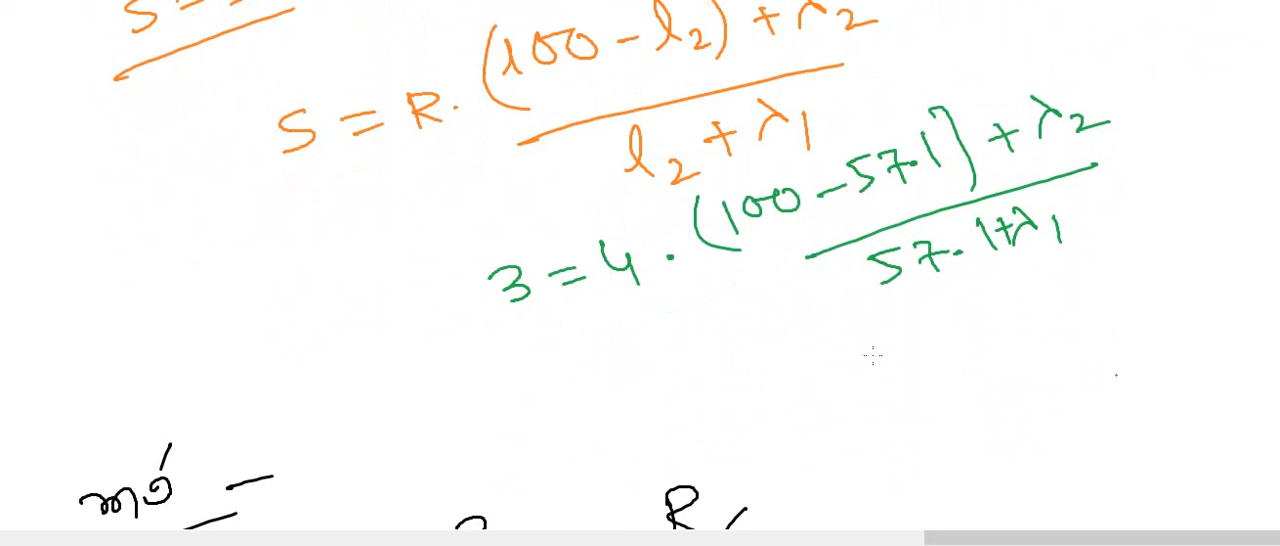 S =
S = R. (100 - l₂) + λ₂ / l₂ + λ₁
3 = 4 . (100 - 57.1) + λ₂ / 57.1 + λ₁
R